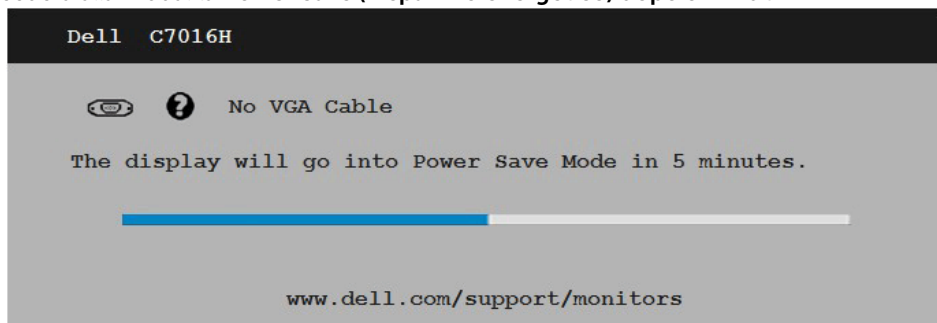 Dell C7016H
No VGA Cable
The display will go into Power Save Mode in 5 minutes.
www.dell.com/support/monitors